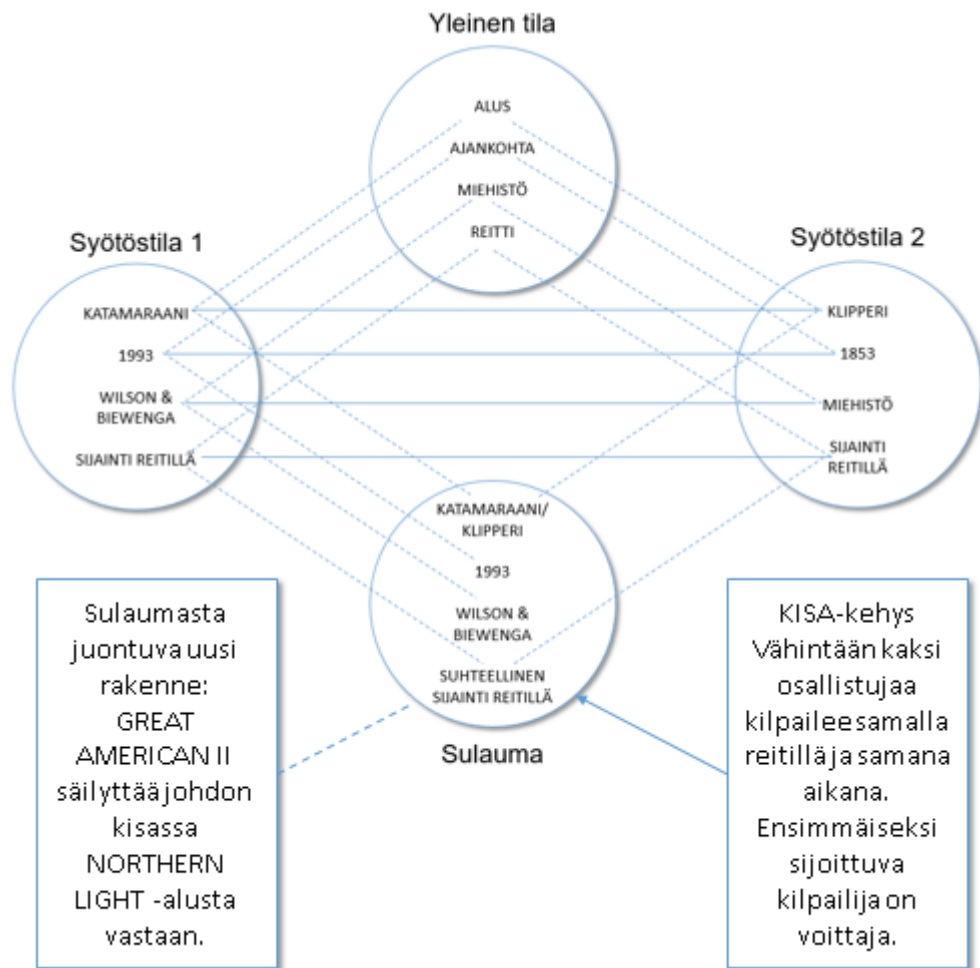 Yleinen tila
ALUS
AJANKOHTA
MIEHISTÖ
REITTI
Syötöstila 1
KATAMARAANI
1993
WILSON &
BIEWENGA
SIJAINTI REITILLÄ
Syötöstila 2
KLIPPERI
1853
MIEHISTÖ
SIJAINTI
REITILLÄ
KATAMARAANI/
KLIPPERI
1993
WILSON &
BIEWENGA
SUHTEELLINEN
SIJAINTI REITILLÄ
Sulauma
Sulaumasta
juontuva uusi
rakenne:
GREAT
AMERICAN II
säilyttää johdon
kisassa
NORTHERN
LIGHT -alusta
vastaan.
KISA-kehys
Vähintään kaksi
osallistujaa
kilpailee samalla
reitillä ja samana
aikana.
Ensimmäiseksi
sijoittuva
kilpailija on
voittaja.